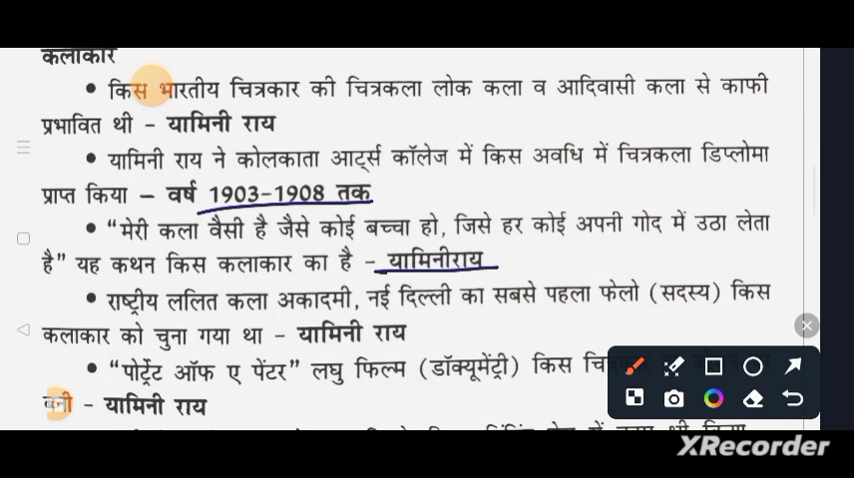 कलाकार
• किस भारतीय चित्रकार की चित्रकला लोक कला व आदिवासी कला से काफी
प्रभावित थी – यामिनी राय
• यामिनी राय ने कोलकाता आर्ट्स कॉलेज में किस अवधि में चित्रकला डिप्लोमा
प्राप्त किया – वर्ष 1903-1908 तक
• “मेरी कला वैसी है जैसे कोई बच्चा हो, जिसे हर कोई अपनी गोद में उठा लेता
है” यह कथन किस कलाकार का है – यामिनीराय
• राष्ट्रीय ललित कला अकादमी, नई दिल्ली का सबसे पहला फेलो (सदस्य) किस
कलाकार को चुना गया था – यामिनी राय
• “पोर्ट्रेट ऑफ ए पेंटर” लघु फिल्म (डॉक्यूमेंट्री) किस
बनी – यामिनी राय
XRecorder